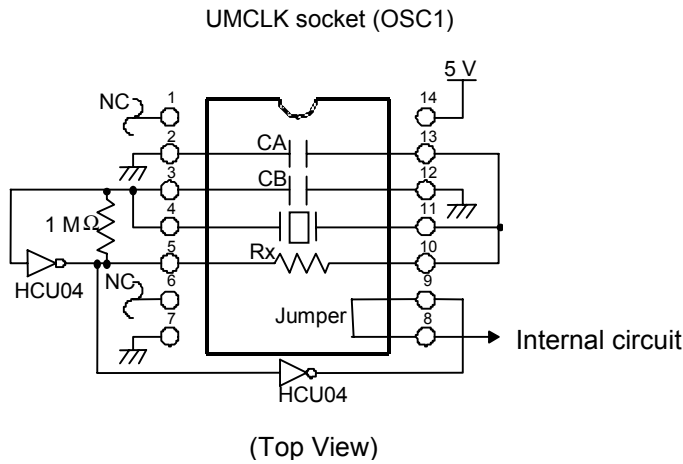 UMCLK socket (OSC1)
5 V
NC
1
14
2
CA
13
3
CB
12
1 MΩ
4
11
5
Rx
10
HCU04
NC
6
9
7
Jumper
8
Internal circuit
HCU04
(Top View)